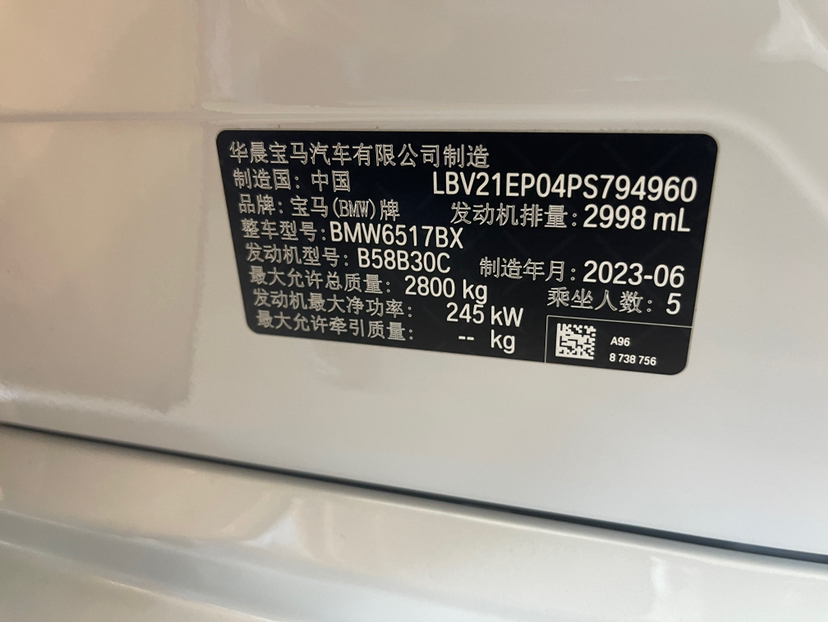 华晨宝马汽车有限公司制造
制造国：中国 LBV21EP04PS794960
品牌：宝马(BMW)牌 发动机排量：2998 mL
整车型号：BMW6517BX
发动机型号：B58B30C 制造年月：2023-06
最大允许总质量：2800 kg 乘坐人数：5
发动机最大净功率：245 kW
最大允许牵引质量：-- kg
A96
8 738 756